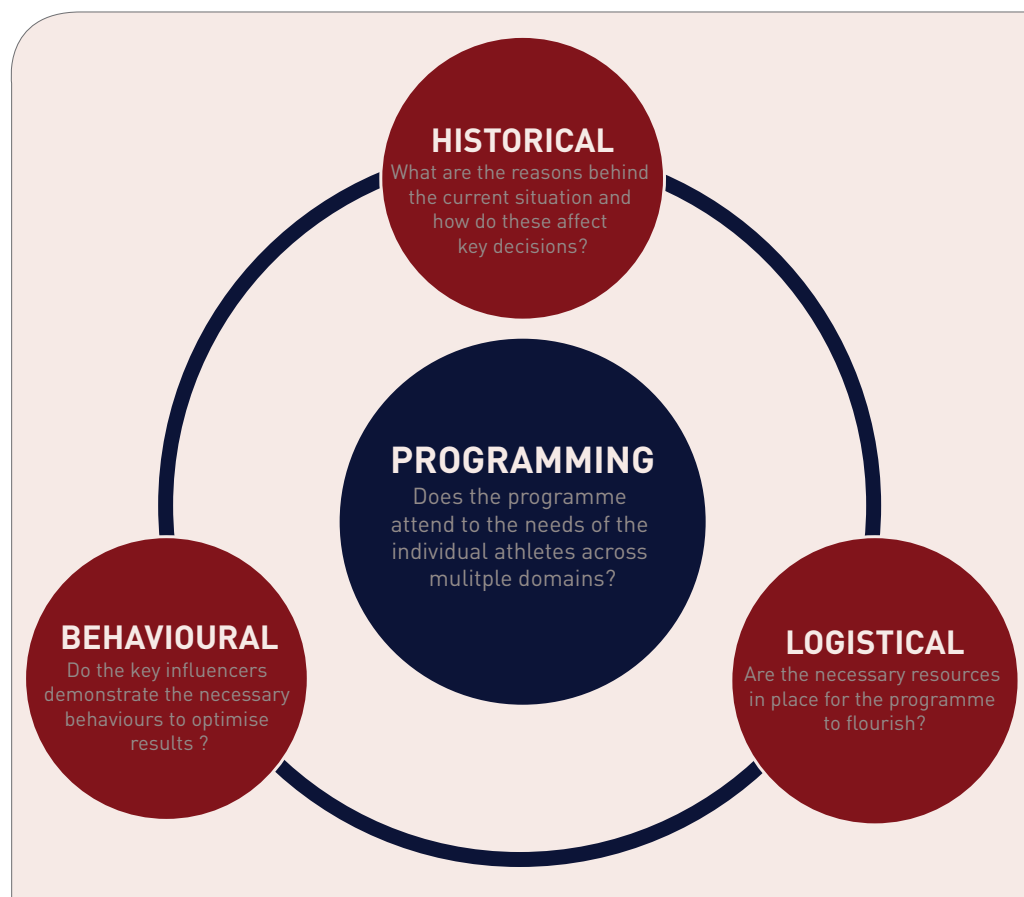 HISTORICAL
What are the reasons behind
the current situation and
how do these affect
key decisions?
PROGRAMMING
Does the programme
attend to the needs of the
individual athletes across
mulitple domains?
BEHAVIOURAL
Do the key influencers
demonstrate the necessary
behaviours to optimise
results ?
LOGISTICAL
Are the necessary resources
in place for the programme
to flourish?